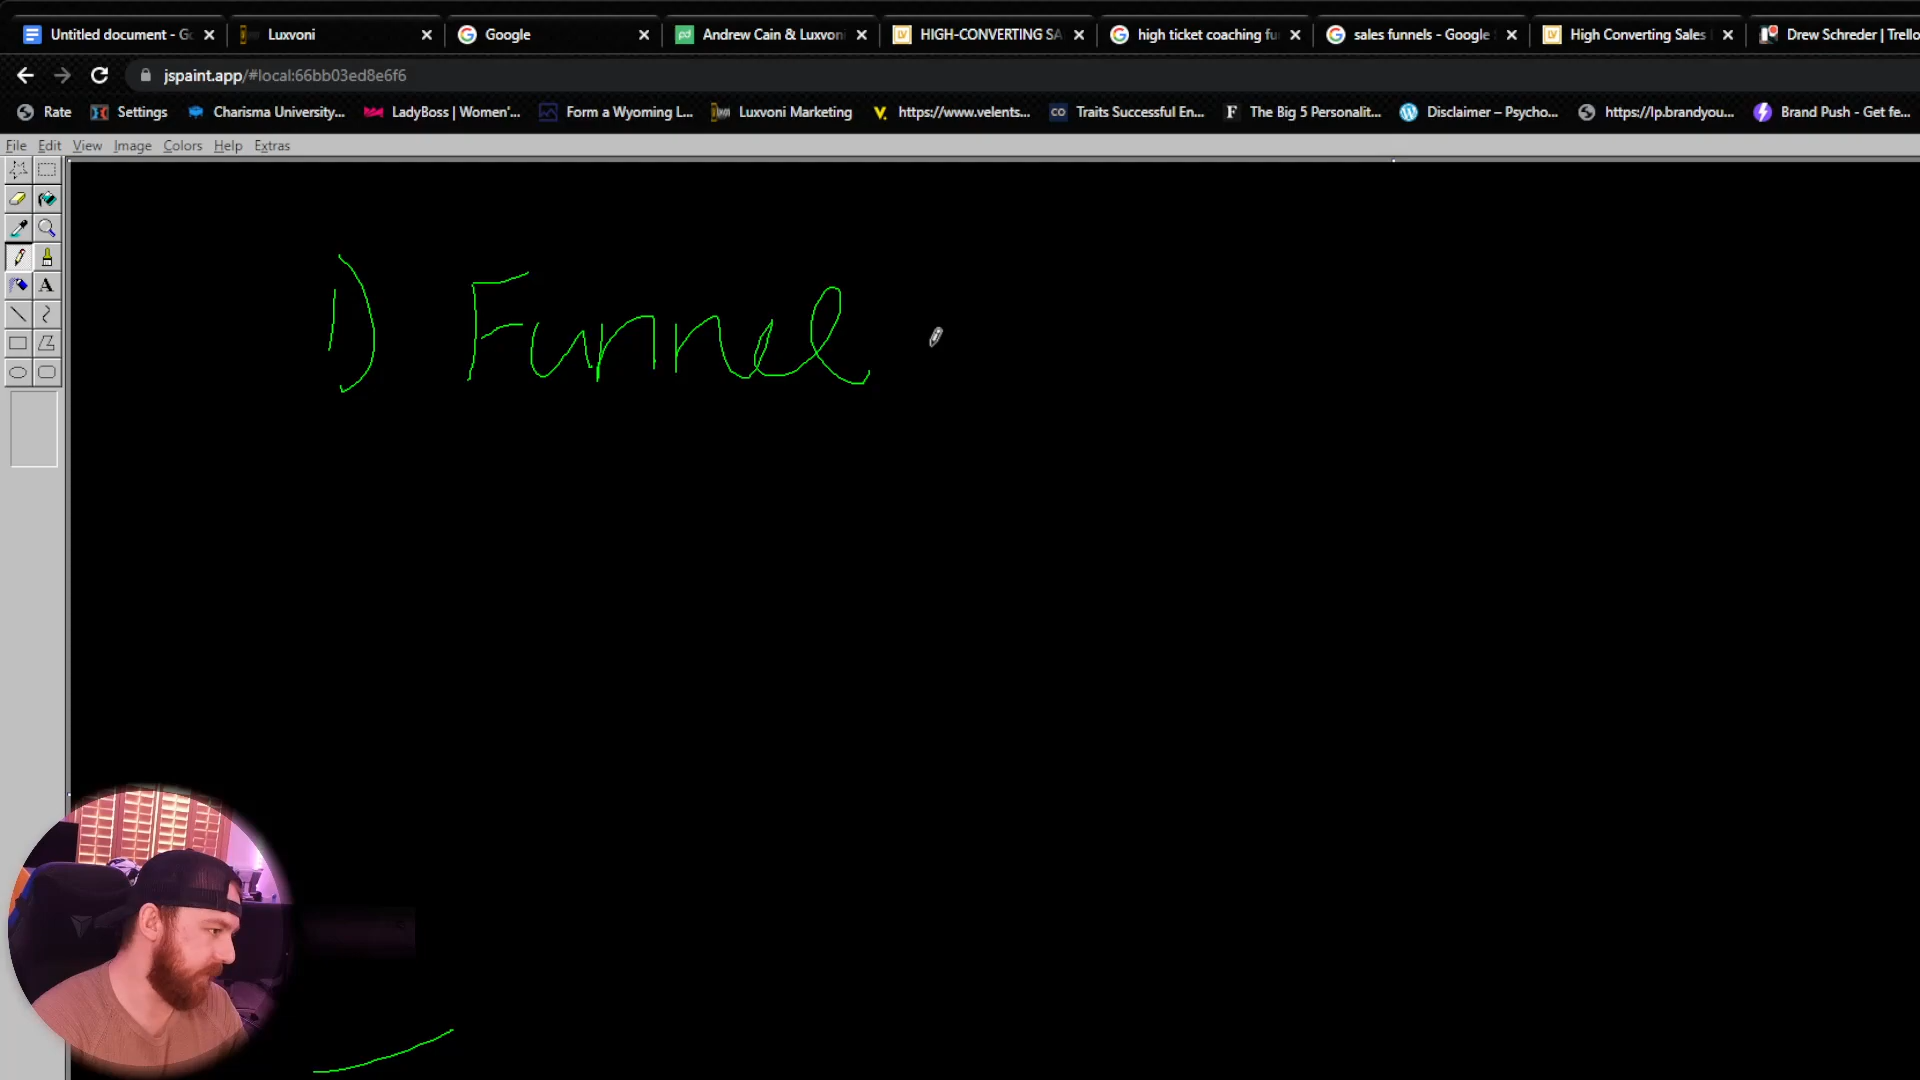 Untitled document - Gc
Luxvoni
Google
Andrew Cain & Luxvoni
HIGH-CONVERTING SA
high ticket coaching fu
sales funnels - Google S
High Converting Sales
Drew Schreder | Trello
jspaint.app/#local:66bb03ed8e6f6
Rate
Settings
Charisma University...
LadyBoss | Women'...
Form a Wyoming L...
Luxvoni Marketing
https://www.velents...
CO
Traits Successful En...
F
The Big 5 Personalit...
Disclaimer – Psycho...
https://lp.brandyou...
Brand Push - Get fe...
File Edit View Image Colors Help Extras
A
1) Funnel